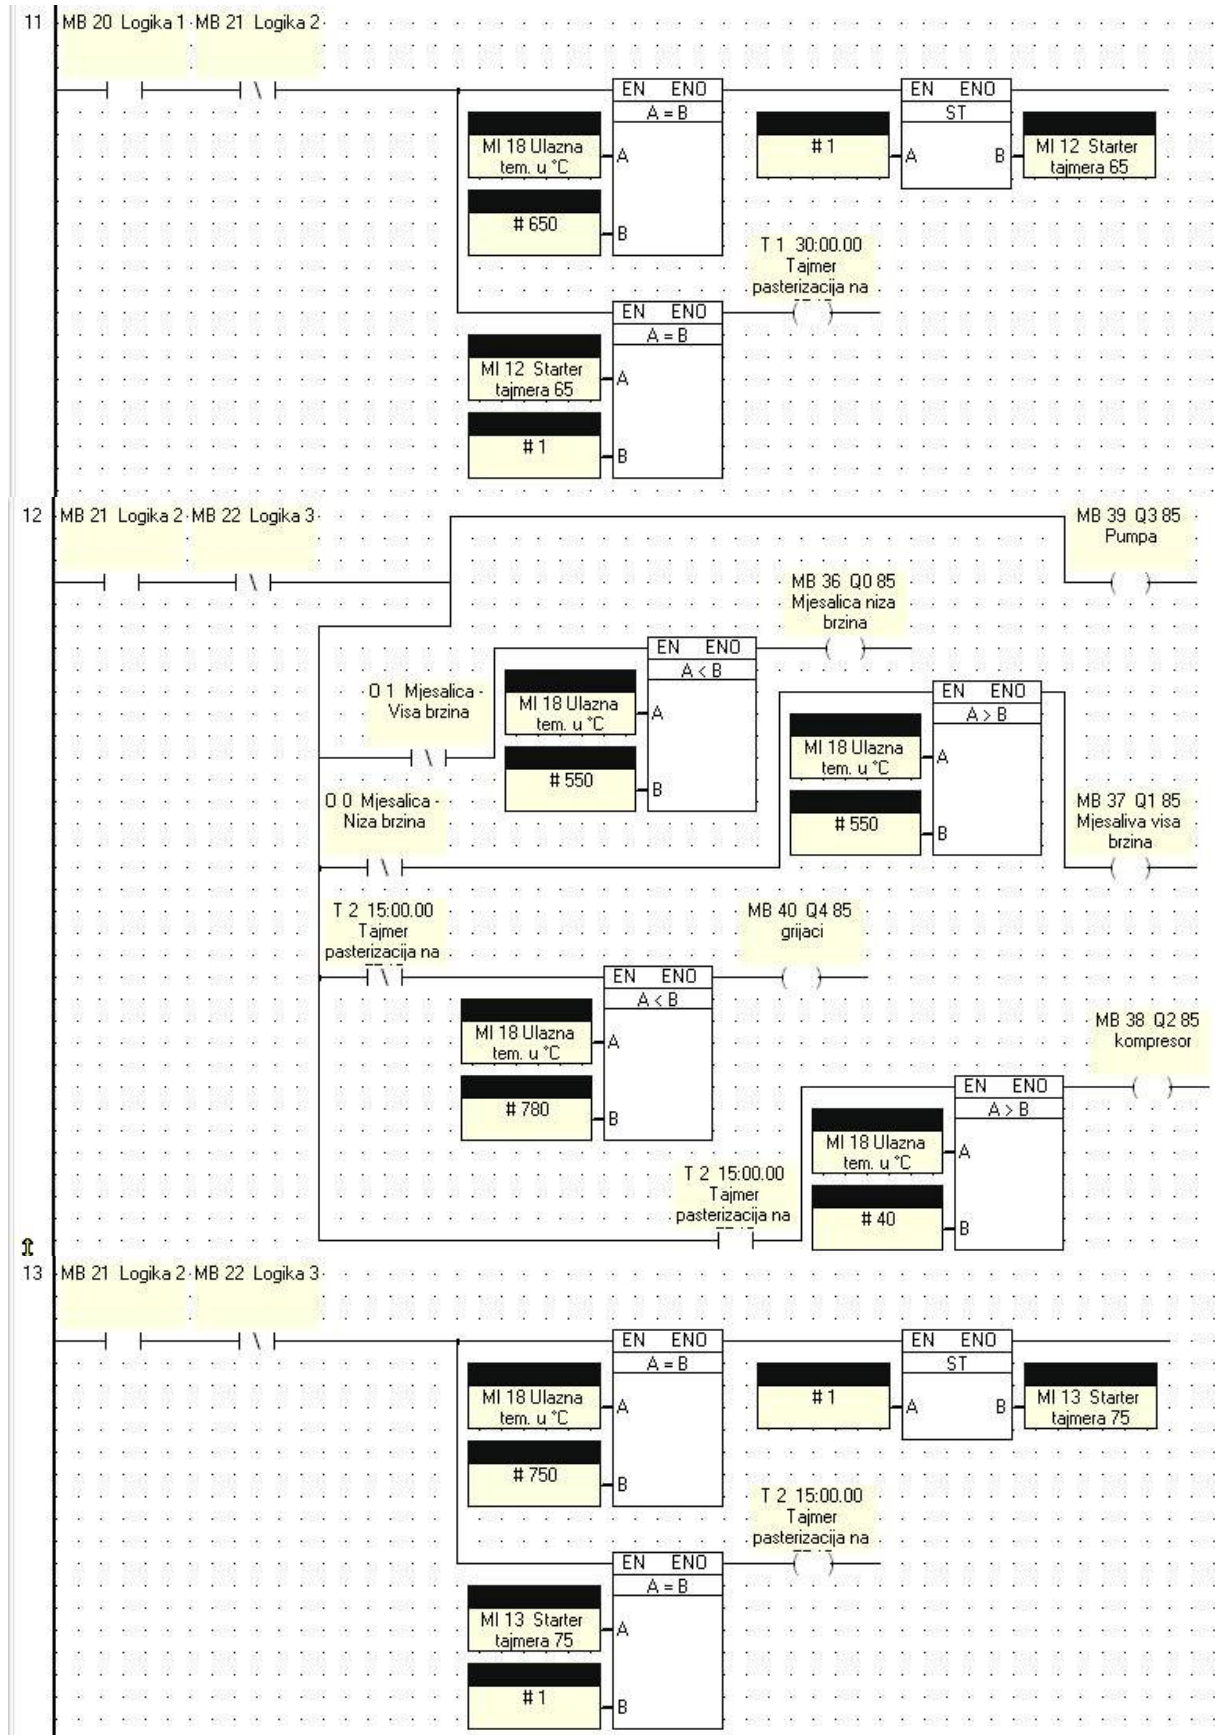 11
MB 20 Logika 1
MB 21 Logika 2
EN ENO
A = B
MI 18 Ulazna
tem. u °C
A
# 650
B
EN ENO
ST
# 1
A
B
MI 12 Starter
tajmera 65
T 1 30:00.00
Tajmer
pasterizacija na
EN ENO
A = B
MI 12 Starter
tajmera 65
A
# 1
B
12
MB 21 Logika 2
MB 22 Logika 3
MB 39 Q3 85
Pumpa
MB 36 Q0 85
Mjesalica niza
brzina
EN ENO
A < B
O 1 Mjesalica -
Visa brzina
MI 18 Ulazna
tem. u °C
A
# 550
B
EN ENO
A > B
MI 18 Ulazna
tem. u °C
A
# 550
B
O 0 Mjesalica -
Niza brzina
MB 37 Q1 85
Mjesaliva visa
brzina
T 2 15:00.00
Tajmer
pasterizacija na
MB 40 Q4 85
grijaci
EN ENO
A < B
MI 18 Ulazna
tem. u °C
A
# 780
B
MB 38 Q2 85
kompresor
EN ENO
A > B
MI 18 Ulazna
tem. u °C
A
# 40
B
T 2 15:00.00
Tajmer
pasterizacija na
13
MB 21 Logika 2
MB 22 Logika 3
EN ENO
A = B
MI 18 Ulazna
tem. u °C
A
# 750
B
EN ENO
ST
# 1
A
B
MI 13 Starter
tajmera 75
T 2 15:00.00
Tajmer
pasterizacija na
EN ENO
A = B
MI 13 Starter
tajmera 75
A
# 1
B